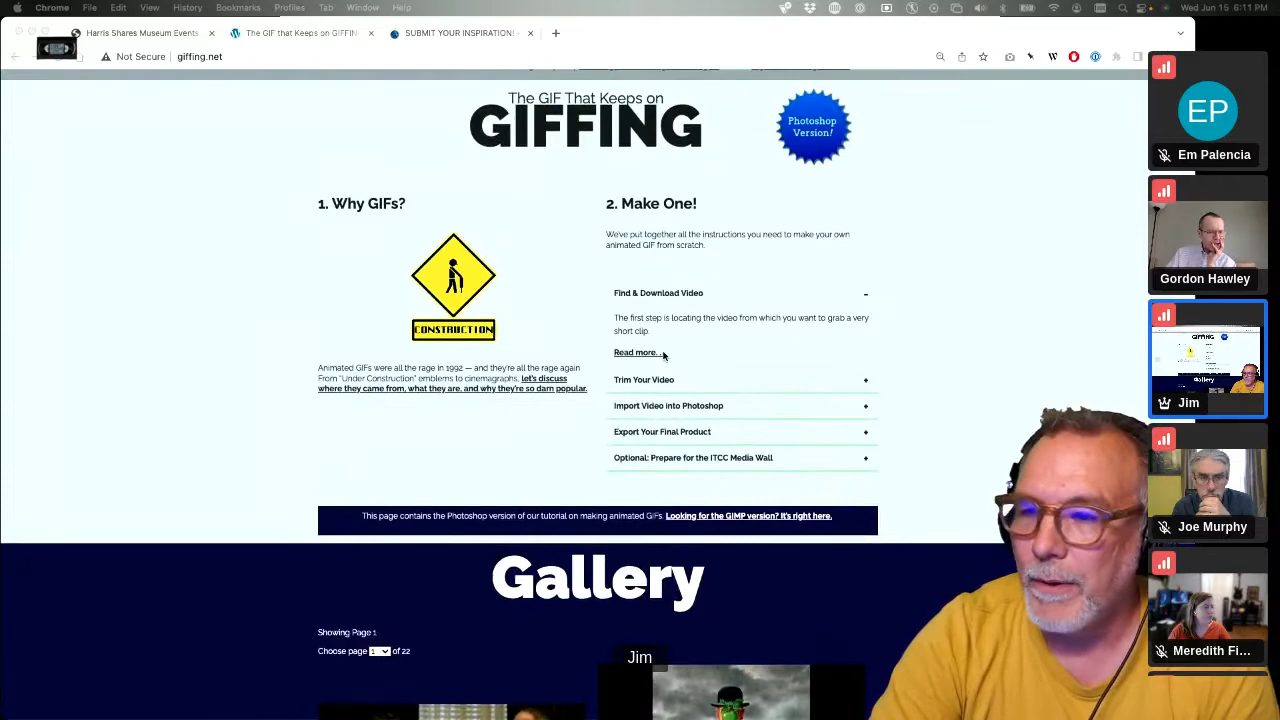 Chrome File Edit View History Bookmarks Profiles Tab Window Help
Wed Jun 15 6:11 PM
Harris Shares Museum Events
The GIF that Keeps on GIFFIN
SUBMIT YOUR INSPIRATION!
Not Secure giffing.net
The GIF That Keeps on
GIFFING
Photoshop
Version!
1. Why GIFs?
CONSTRUCTION
Animated GIFs were all the rage in 1992 — and they're all the rage again
From "Under Construction" emblems to cinemagraphs, let's discuss
where they came from, what they are, and why they're so darn popular.
2. Make One!
We've put together all the instructions you need to make your own
animated GIF from scratch.
Find & Download Video –
The first step is locating the video from which you want to grab a very
short clip.
Read more...
Trim Your Video +
Import Video into Photoshop +
Export Your Final Product +
Optional: Prepare for the ITCC Media Wall +
This page contains the Photoshop version of our tutorial on making animated GIFs. Looking for the GIMP version? It's right here.
Gallery
Showing Page 1
Choose page 1 of 22
Jim
EP
Em Palencia
Gordon Hawley
GIFFING
Gallery
Jim
Joe Murphy
Meredith Fi...